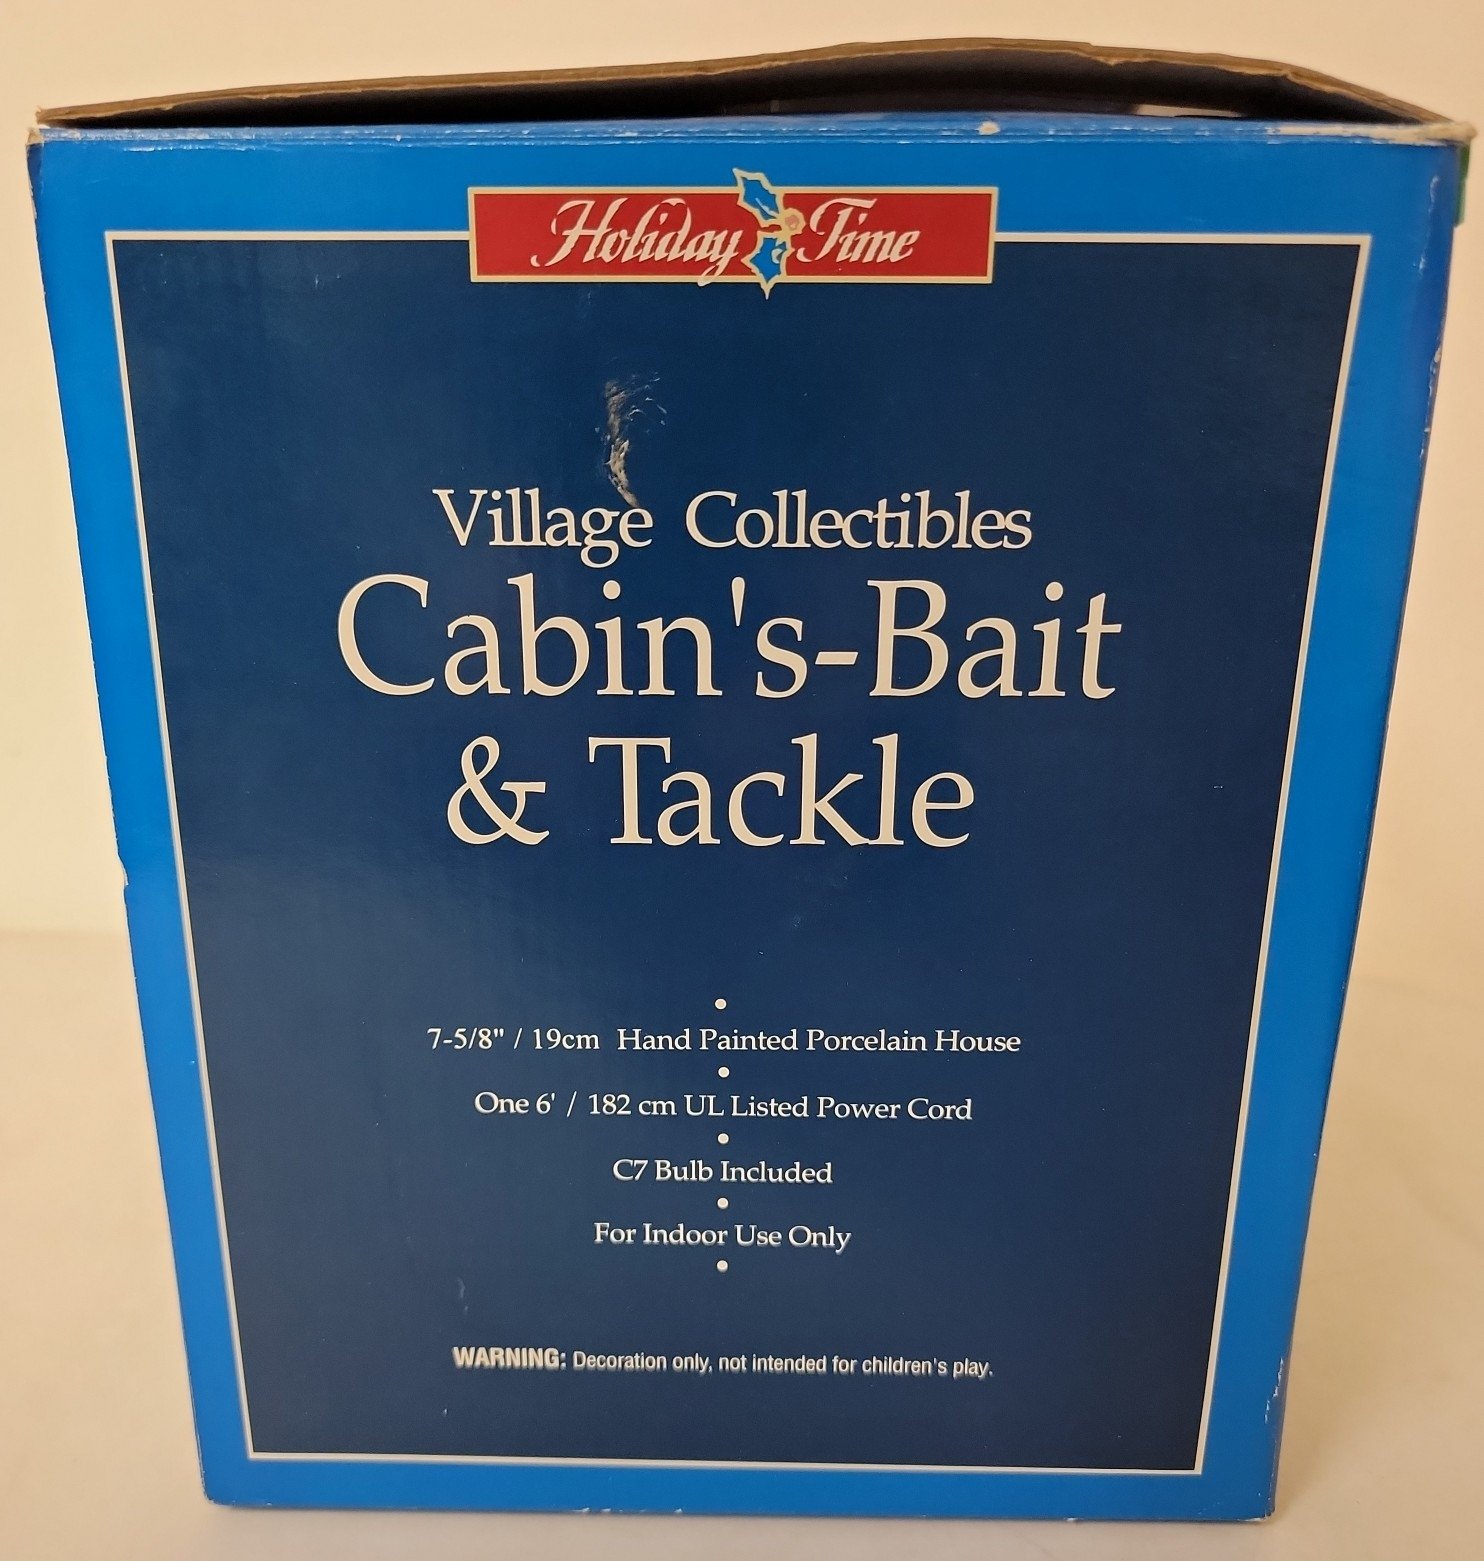 Holiday Time
Village Collectibles
Cabin's-Bait
& Tackle
•
7-5/8" / 19cm Hand Painted Porcelain House
•
One 6' / 182 cm UL Listed Power Cord
•
C7 Bulb Included
•
For Indoor Use Only
•
WARNING: Decoration only, not intended for children's play.